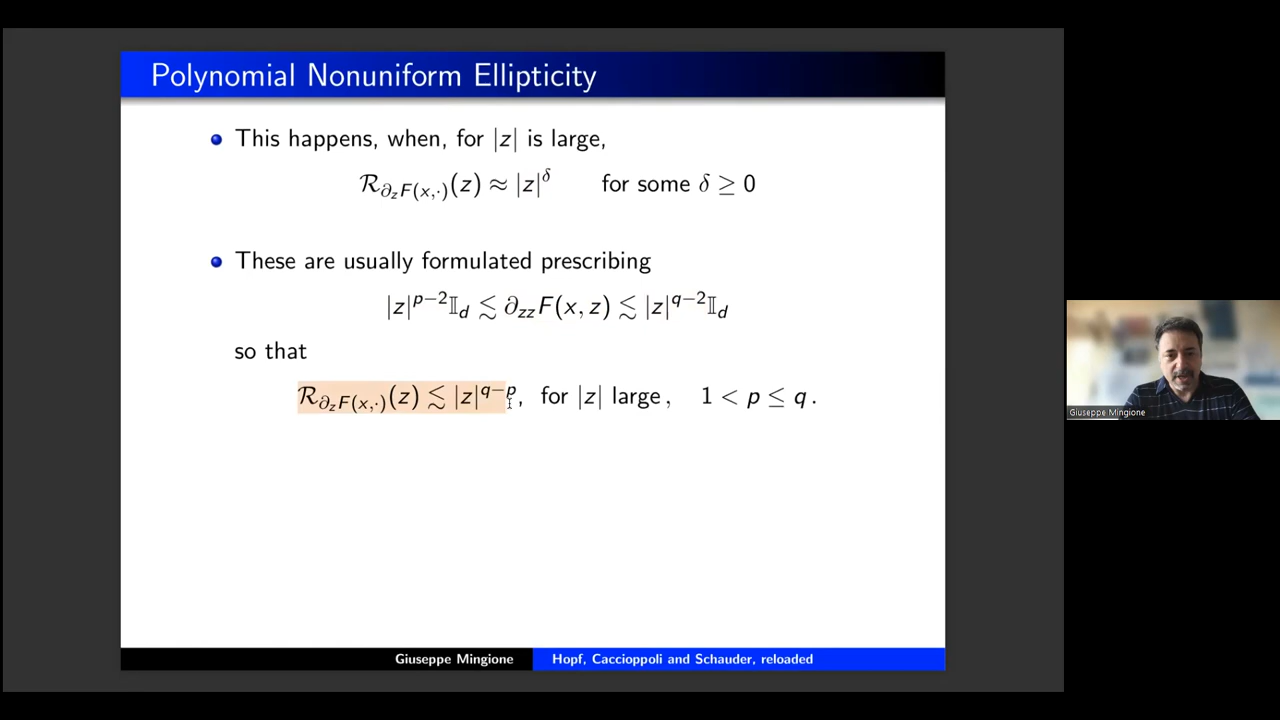 Polynomial Nonuniform Ellipticity
This happens, when, for |z| is large,
ℛ_{∂_z F(x,·)}(z) ≈ |z|^δ for some δ ≥ 0
These are usually formulated prescribing
|z|^{p−2}𝕀_d ≲ ∂_{zz}F(x, z) ≲ |z|^{q−2}𝕀_d
so that
ℛ_{∂_z F(x,·)}(z) ≲ |z|^{q−p}, for |z| large, 1 < p ≤ q.
Giuseppe Mingione
Giuseppe Mingione Hopf, Caccioppoli and Schauder, reloaded